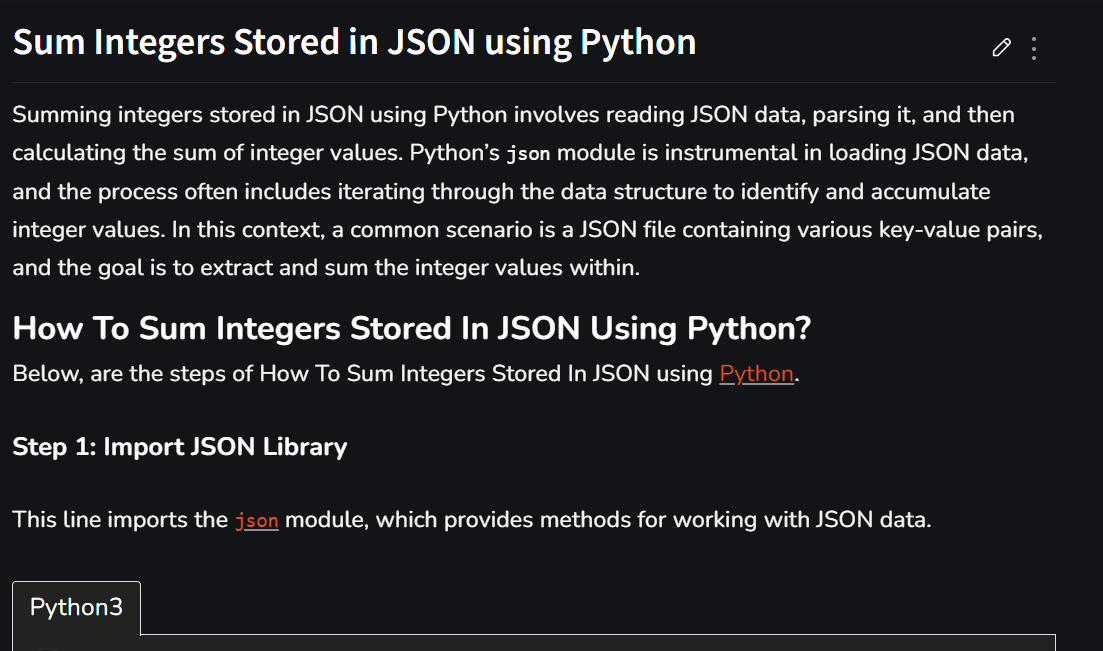 Sum Integers Stored in JSON using Python
Summing integers stored in JSON using Python involves reading JSON data, parsing it, and then
calculating the sum of integer values. Python’s json module is instrumental in loading JSON data,
and the process often includes iterating through the data structure to identify and accumulate
integer values. In this context, a common scenario is a JSON file containing various key-value pairs,
and the goal is to extract and sum the integer values within.
How To Sum Integers Stored In JSON Using Python?
Below, are the steps of How To Sum Integers Stored In JSON using Python.
Step 1: Import JSON Library
This line imports the json module, which provides methods for working with JSON data.
Python3